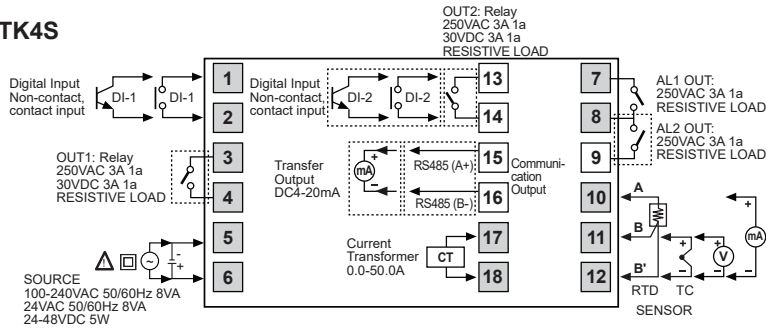 TK4S
OUT2: Relay
250VAC 3A 1a
30VDC 3A 1a
RESISTIVE LOAD
Digital Input
Non-contact,
contact input
DI-1
DI-1
1
2
Digital Input
Non-contact,
contact input
DI-2
DI-2
13
14
7
8
9
AL1 OUT:
250VAC 3A 1a
RESISTIVE LOAD
AL2 OUT:
250VAC 3A 1a
RESISTIVE LOAD
OUT1: Relay
250VAC 3A 1a
30VDC 3A 1a
RESISTIVE LOAD
3
4
Transfer
Output
DC4-20mA
+
mA
-
RS485 (A+)
RS485 (B-)
15
16
Communi-
cation
Output
SOURCE
100-240VAC 50/60Hz 8VA
24VAC 50/60Hz 8VA
24-48VDC 5W
~
-
+
5
6
Current
Transformer
0.0-50.0A
CT
17
18
10
11
12
A
B
B'
RTD
+
-
TC
+
V
-
+
mA
-
SENSOR